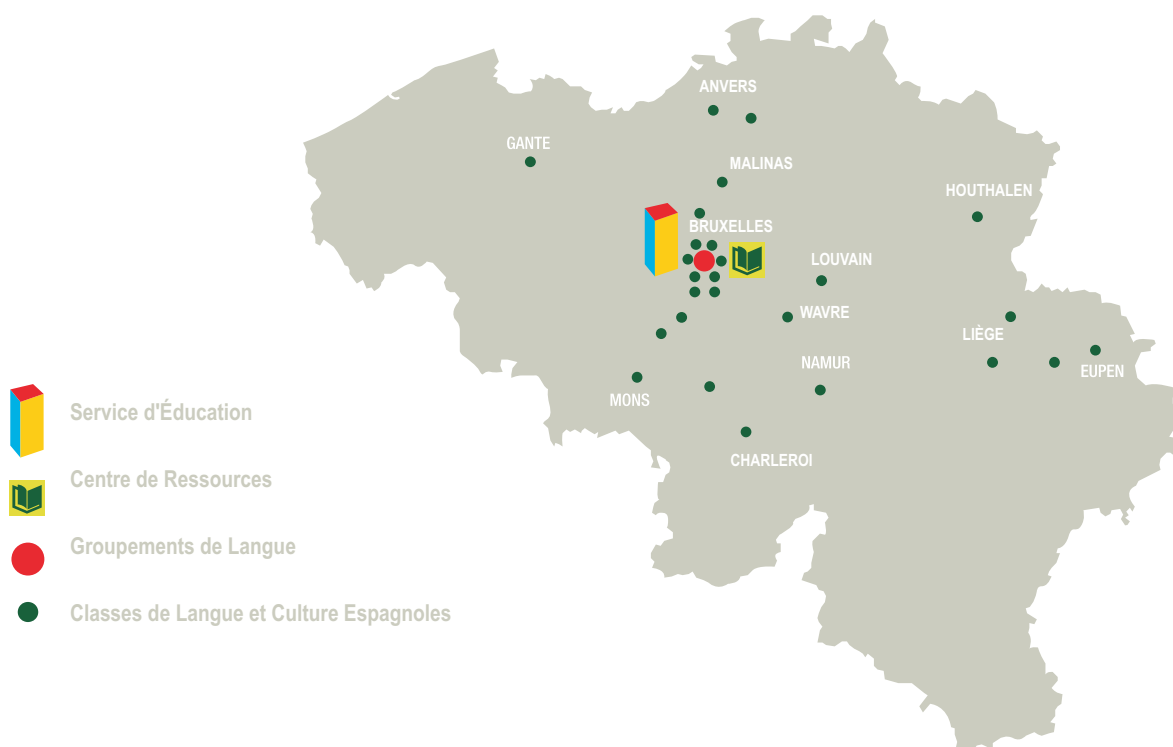 ANVERS
GANTE
MALINAS
HOUTHALEN
BRUXELLES
LOUVAIN
WAVRE
LIÈGE
NAMUR
EUPEN
MONS
CHARLEROI
Service d'Éducation
Centre de Ressources
Groupements de Langue
Classes de Langue et Culture Espagnoles